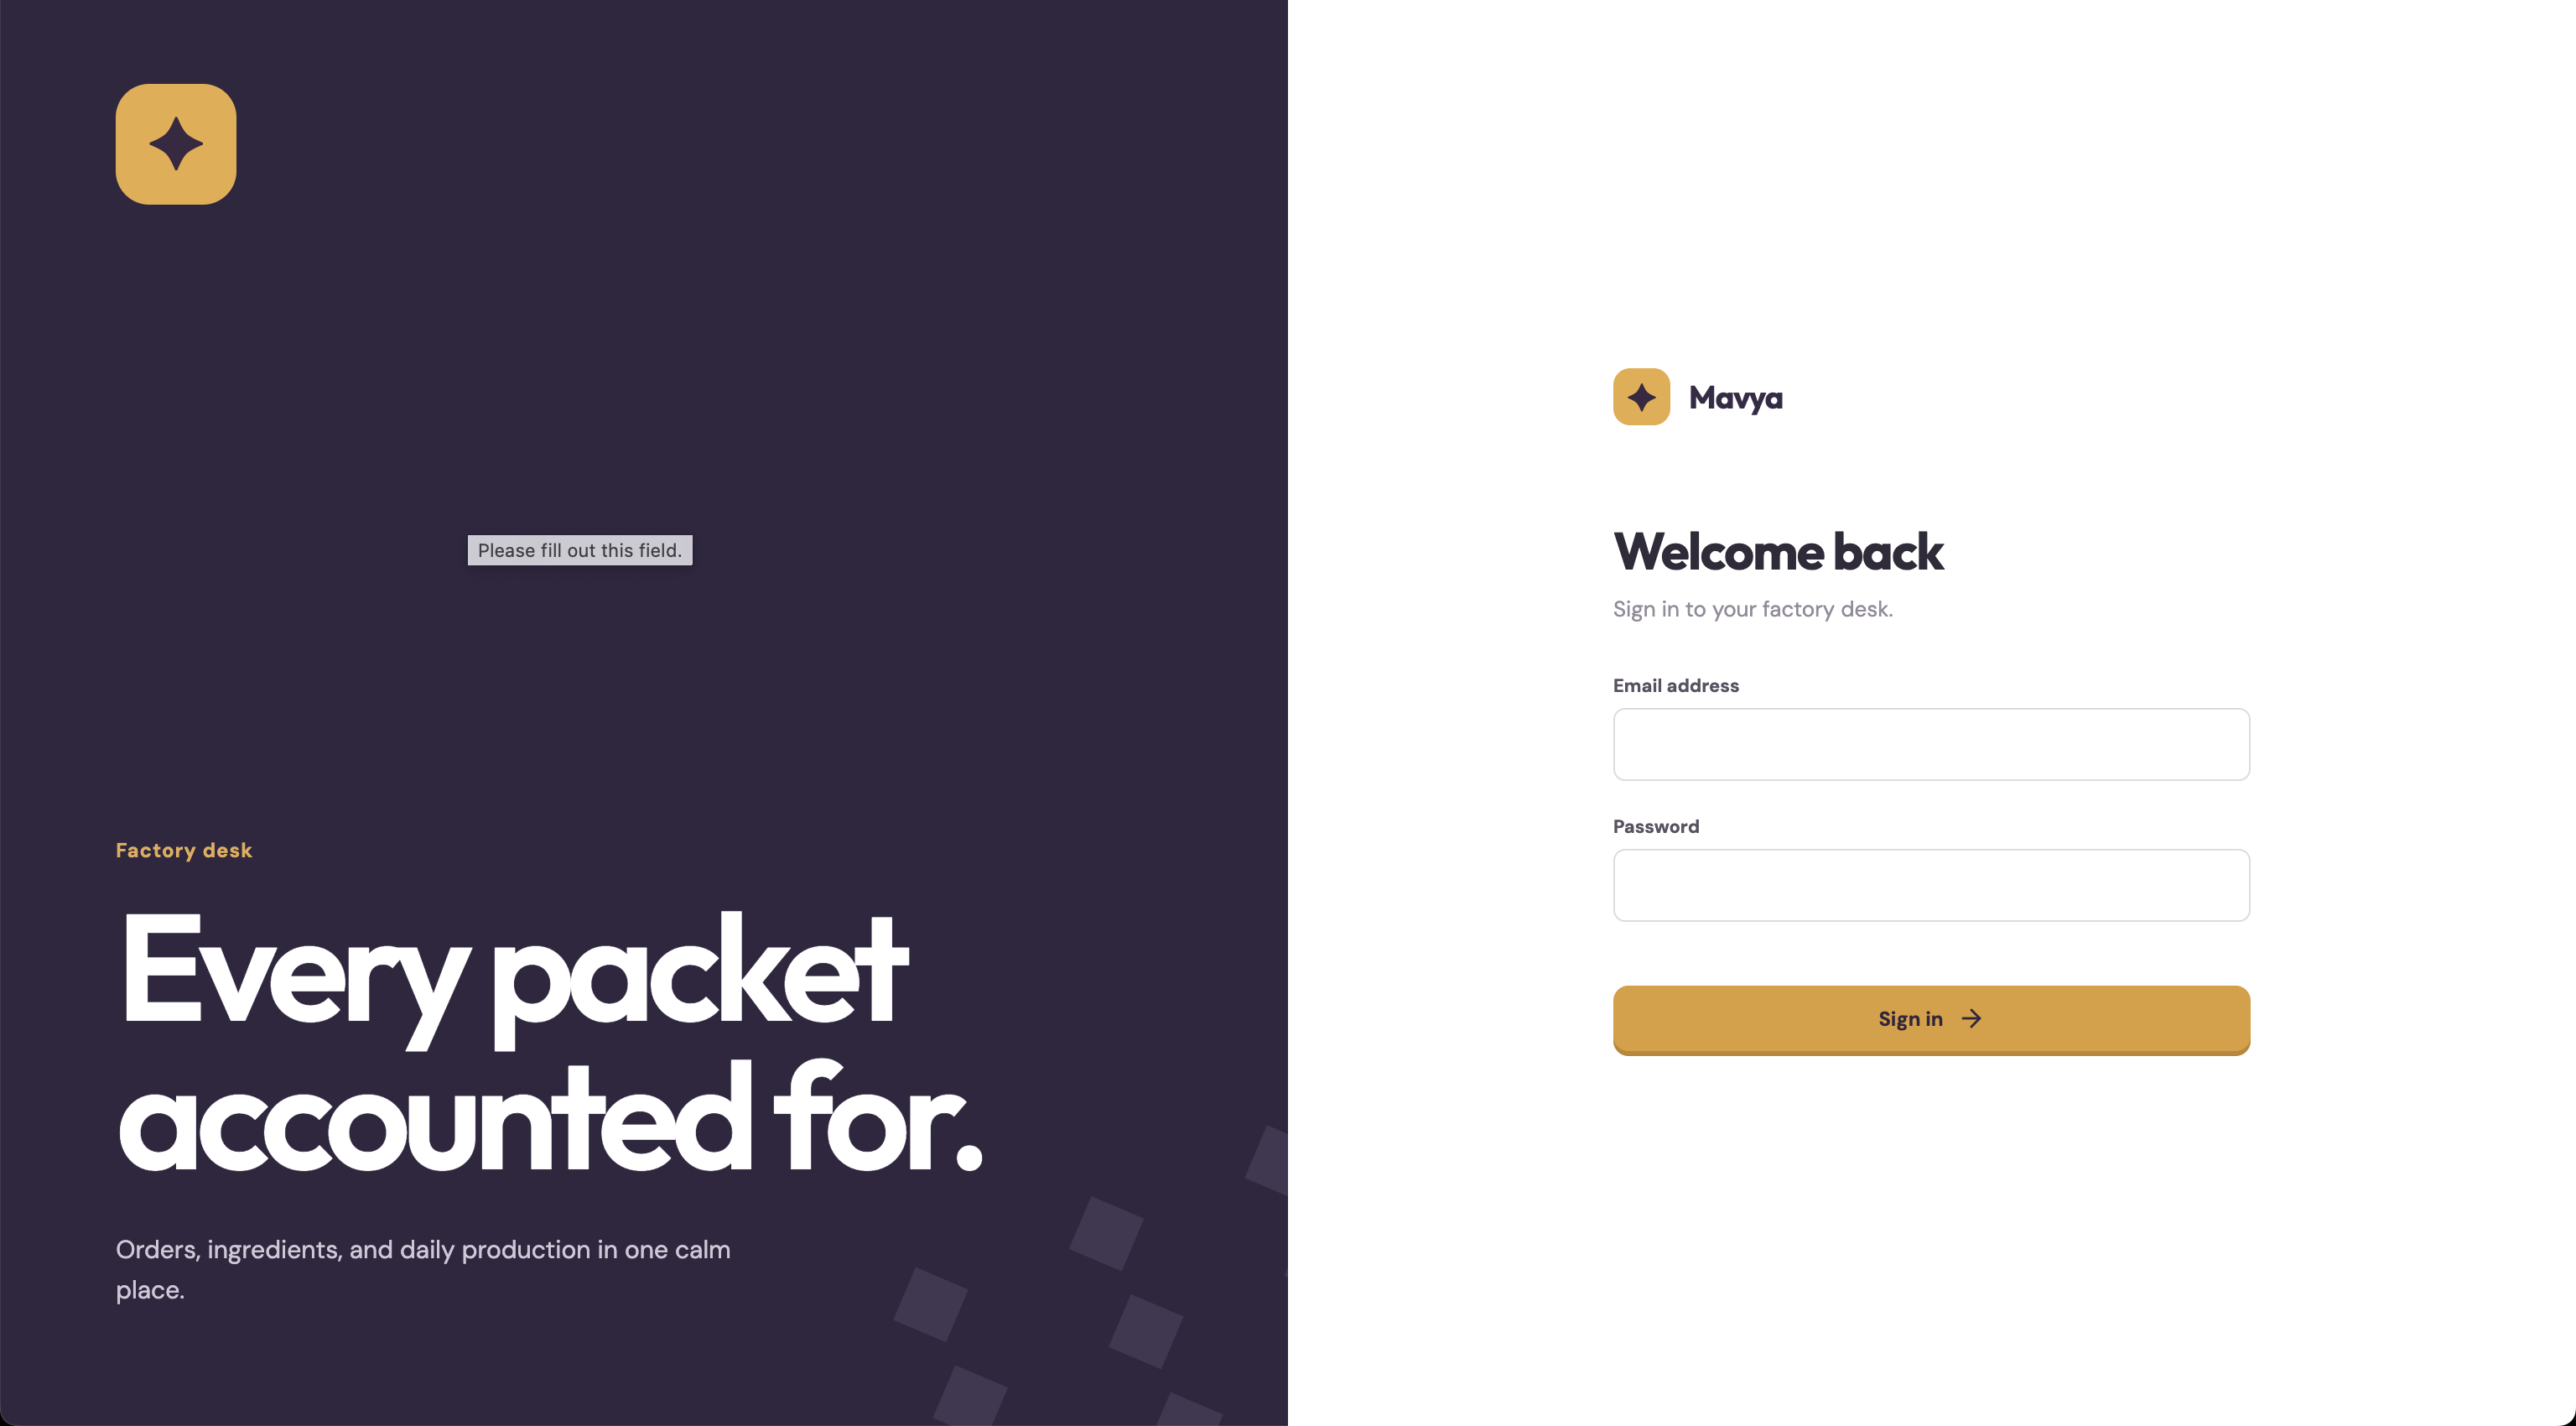 Please fill out this field.
Factory desk
Every packet
accounted for.
Orders, ingredients, and daily production in one calm
place.
Mavya
Welcome back
Sign in to your factory desk.
Email address
Password
Sign in